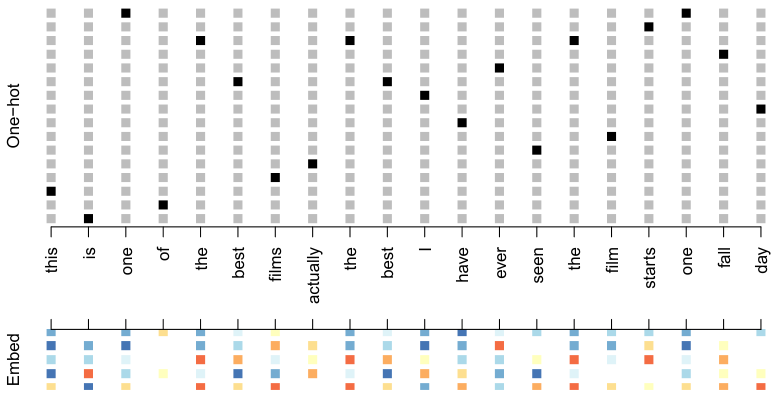 One-hot
this is one of the best films actually the best I have ever seen the film starts one fall day
Embed